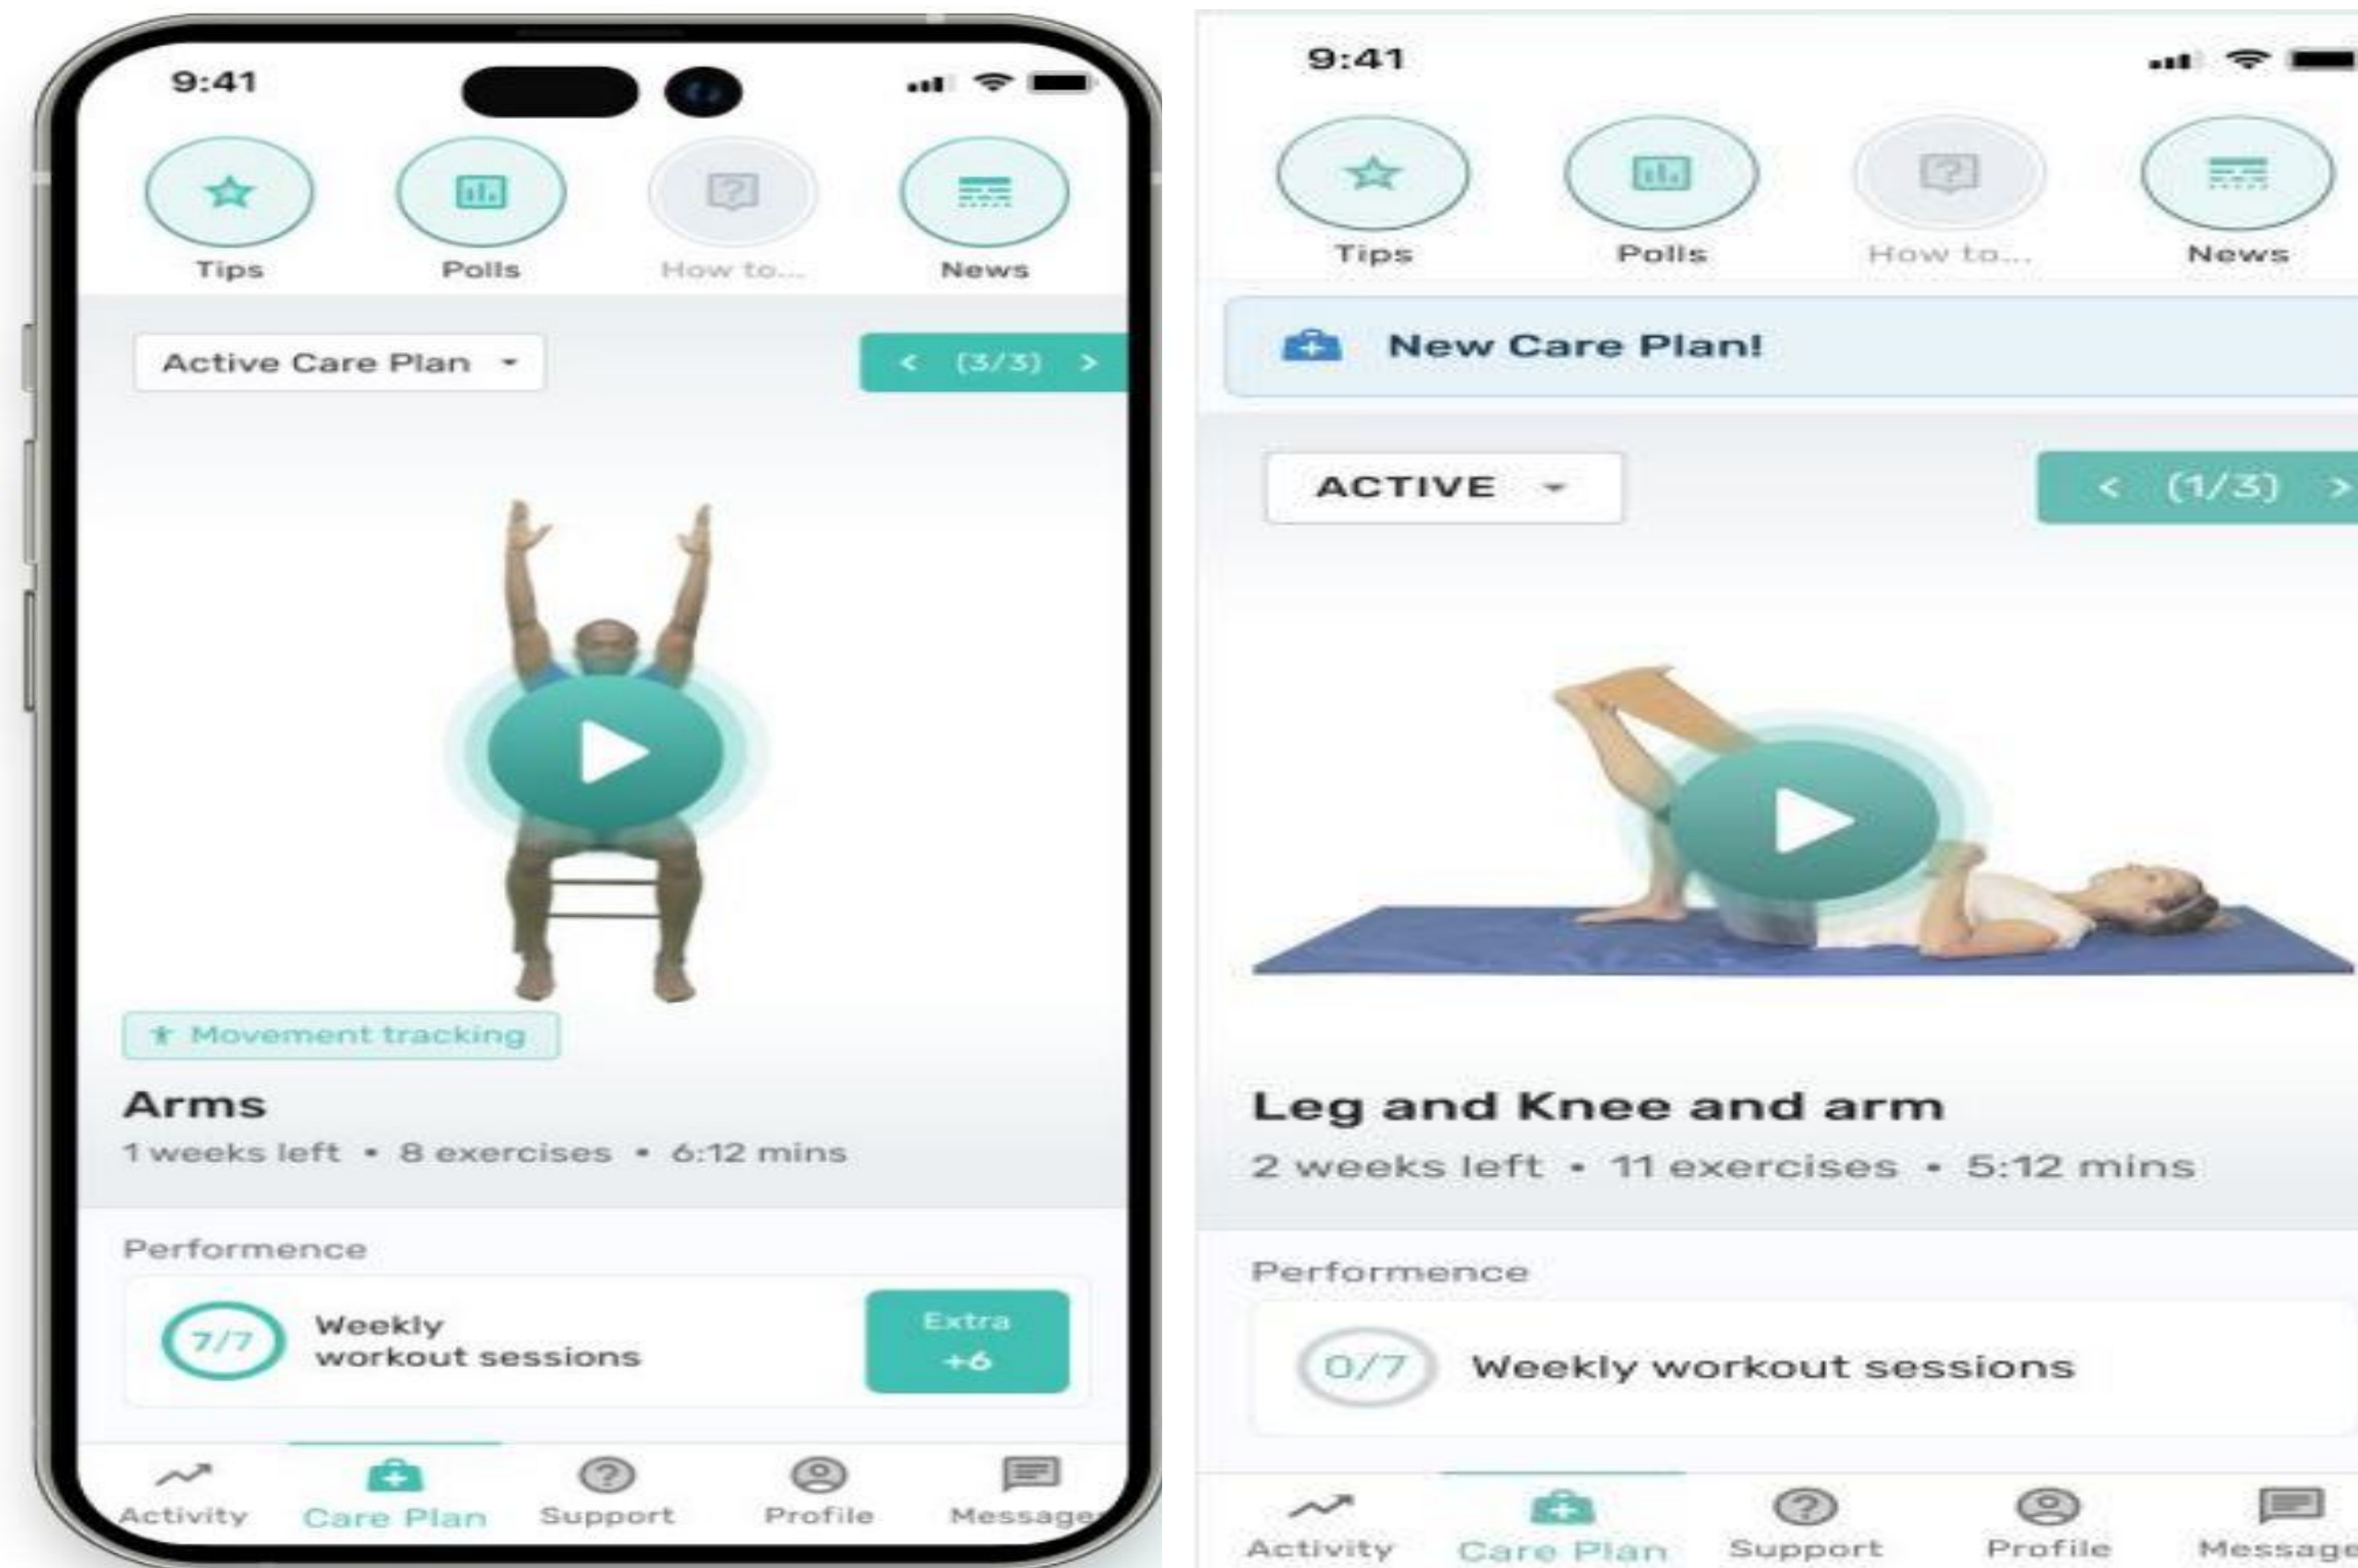 9:41
Tips Polls How to... News
Active Care Plan < (3/3) >
Movement tracking
Arms
1 weeks left • 8 exercises • 6:12 mins
Performence
7/7 Weekly
workout sessions
Extra
+6
Activity Care Plan Support Profile Message
9:41
Tips Polls How to... News
New Care Plan!
ACTIVE < (1/3) >
Leg and Knee and arm
2 weeks left • 11 exercises • 5:12 mins
Performence
0/7 Weekly workout sessions
Activity Care Plan Support Profile Message